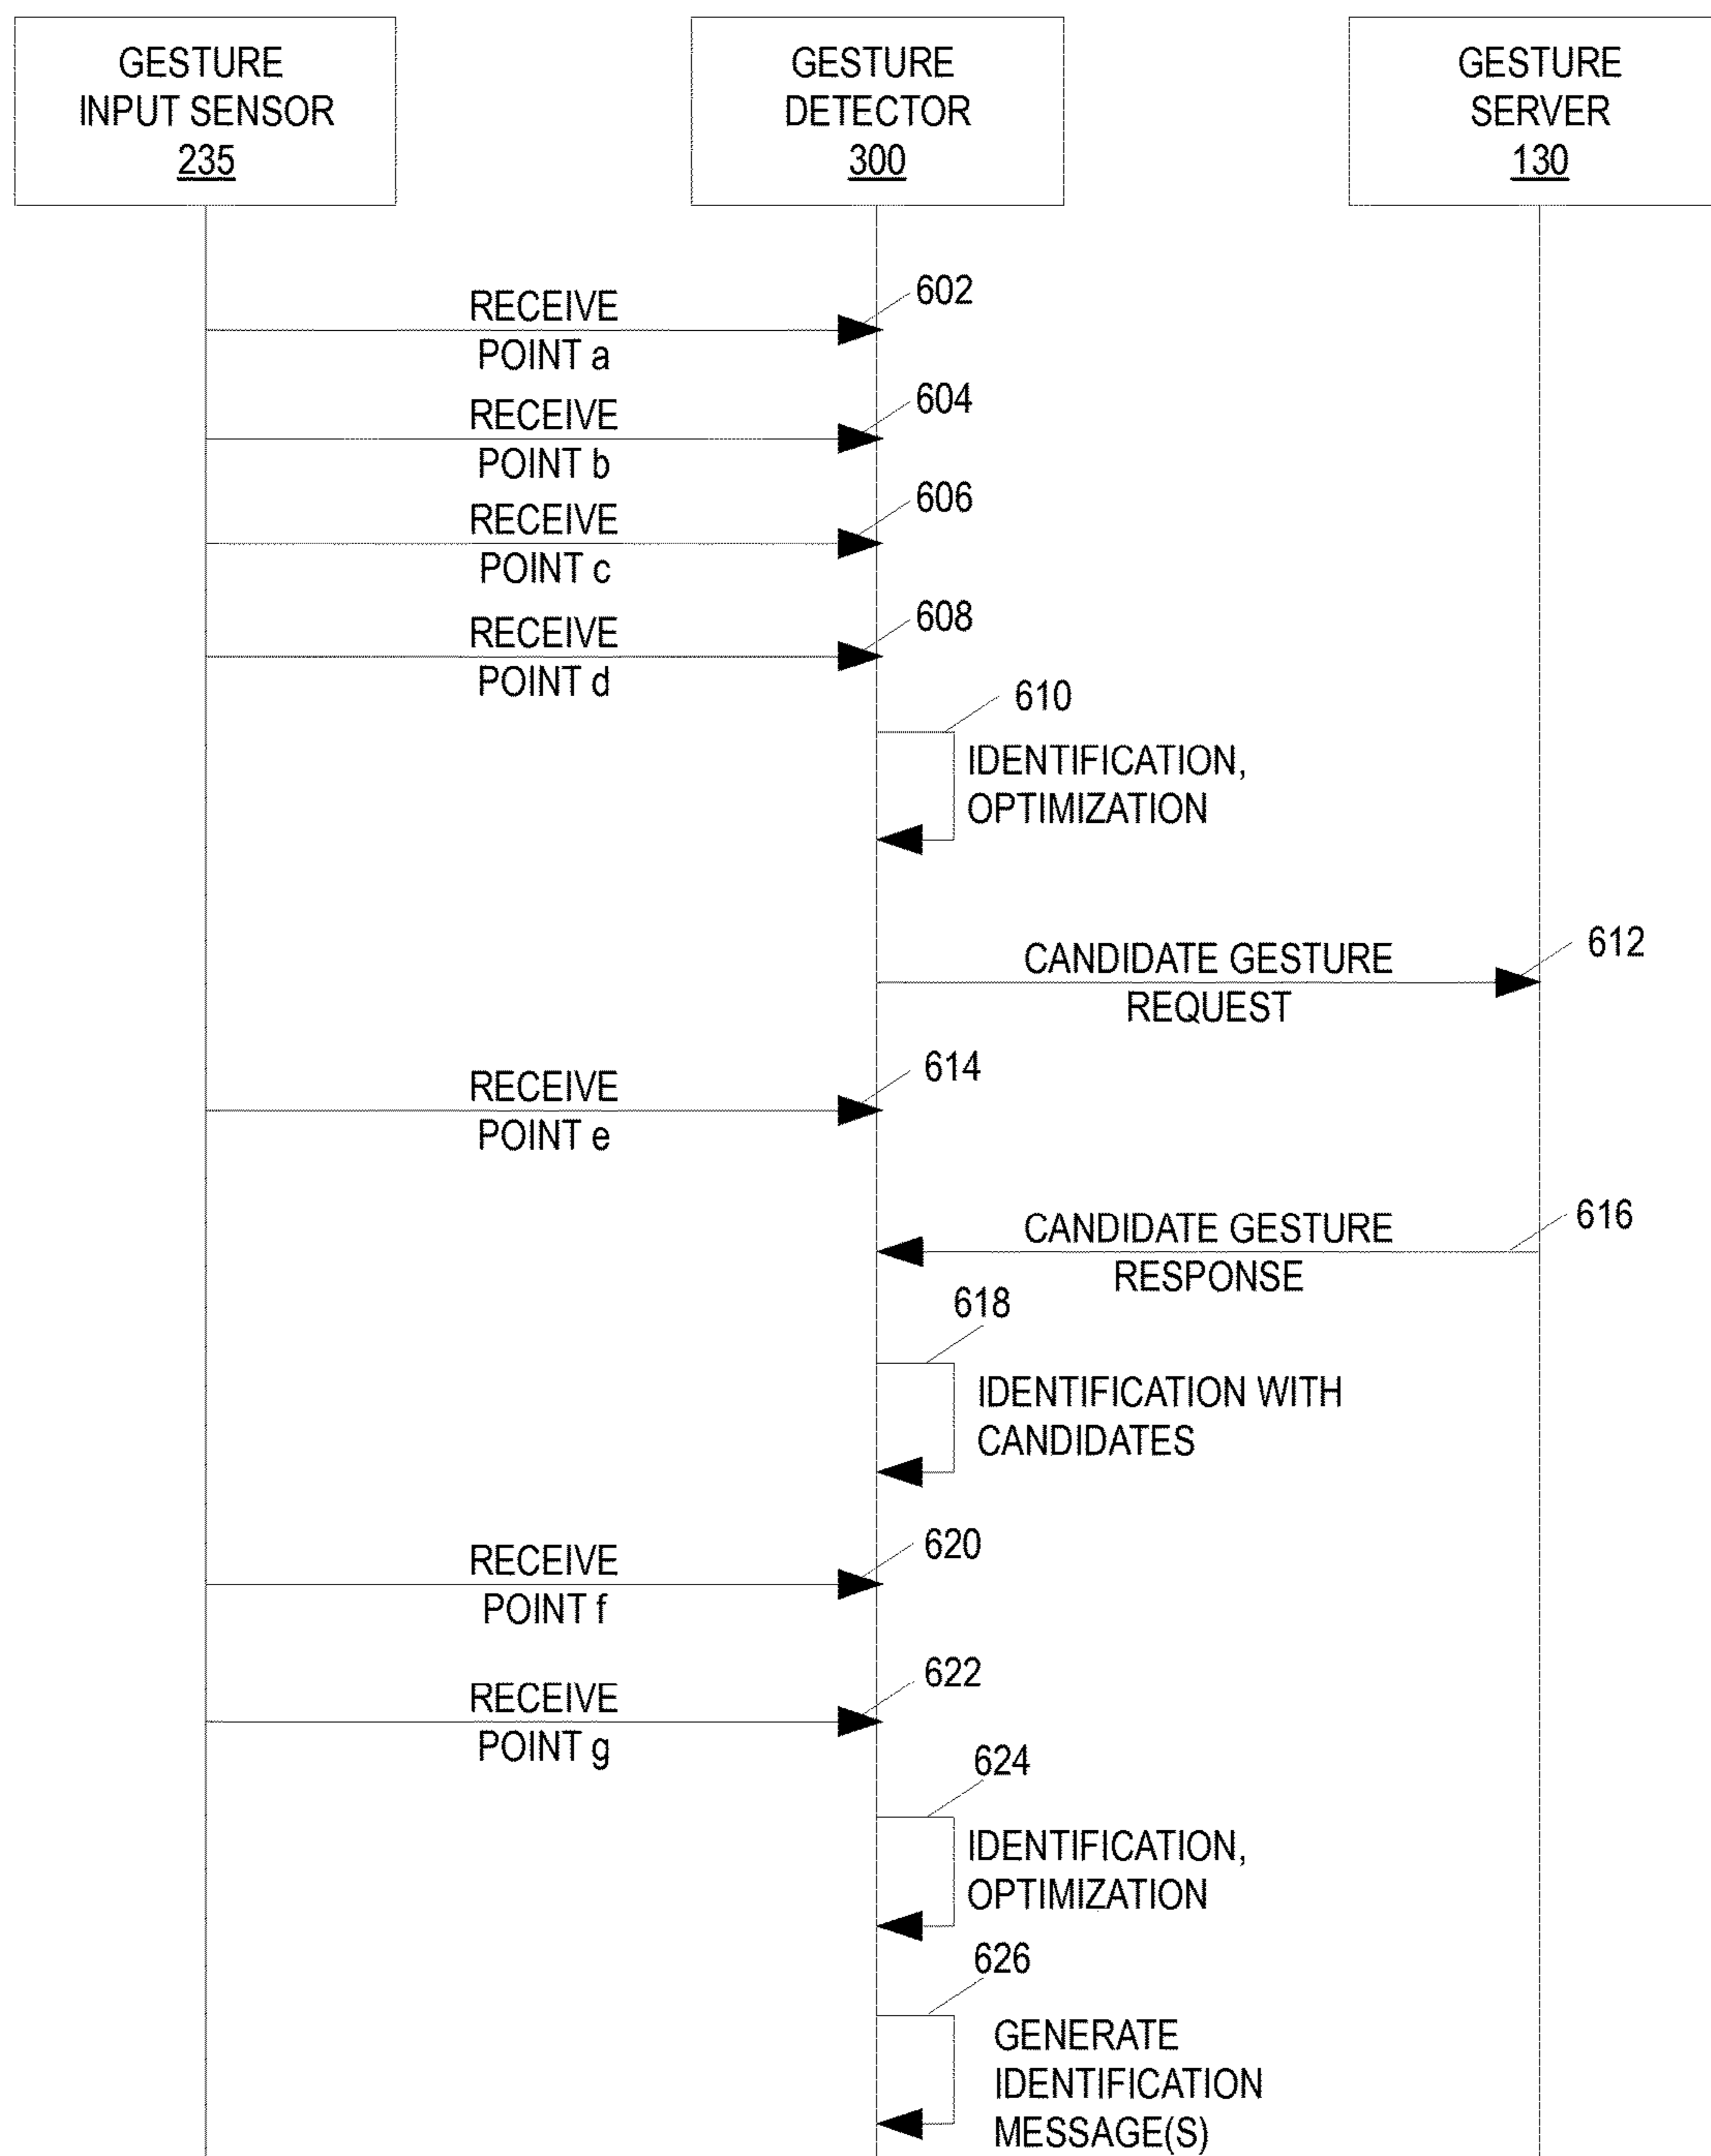 GESTURE
INPUT SENSOR
235
GESTURE
DETECTOR
300
GESTURE
SERVER
130
RECEIVE
POINT a
602
RECEIVE
POINT b
604
RECEIVE
POINT c
606
RECEIVE
POINT d
608
610
IDENTIFICATION,
OPTIMIZATION
CANDIDATE GESTURE
REQUEST
612
RECEIVE
POINT e
614
CANDIDATE GESTURE
RESPONSE
616
618
IDENTIFICATION WITH
CANDIDATES
RECEIVE
POINT f
620
RECEIVE
POINT g
622
624
IDENTIFICATION,
OPTIMIZATION
626
GENERATE
IDENTIFICATION
MESSAGE(S)